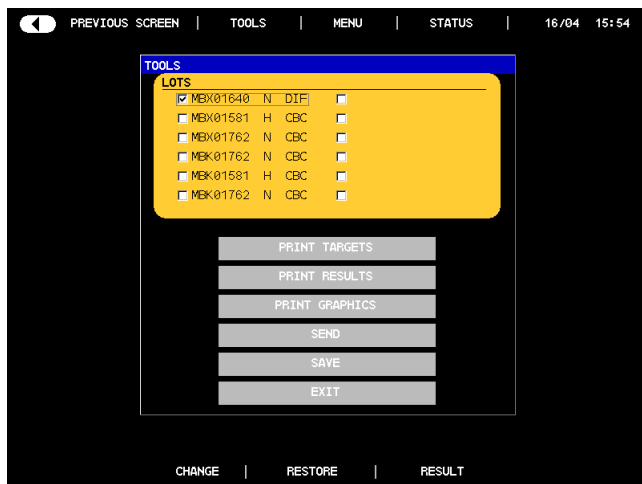 PREVIOUS SCREEN | TOOLS | MENU | STATUS | 16/04 15:54
TOOLS
LOTS
MBX01640 N DIF
MBX01581 H CBC
MBX01762 N CBC
MBK01762 N CBC
MBK01581 H CBC
MBK01762 N CBC
PRINT TARGETS
PRINT RESULTS
PRINT GRAPHICS
SEND
SAVE
EXIT
CHANGE | RESTORE | RESULT